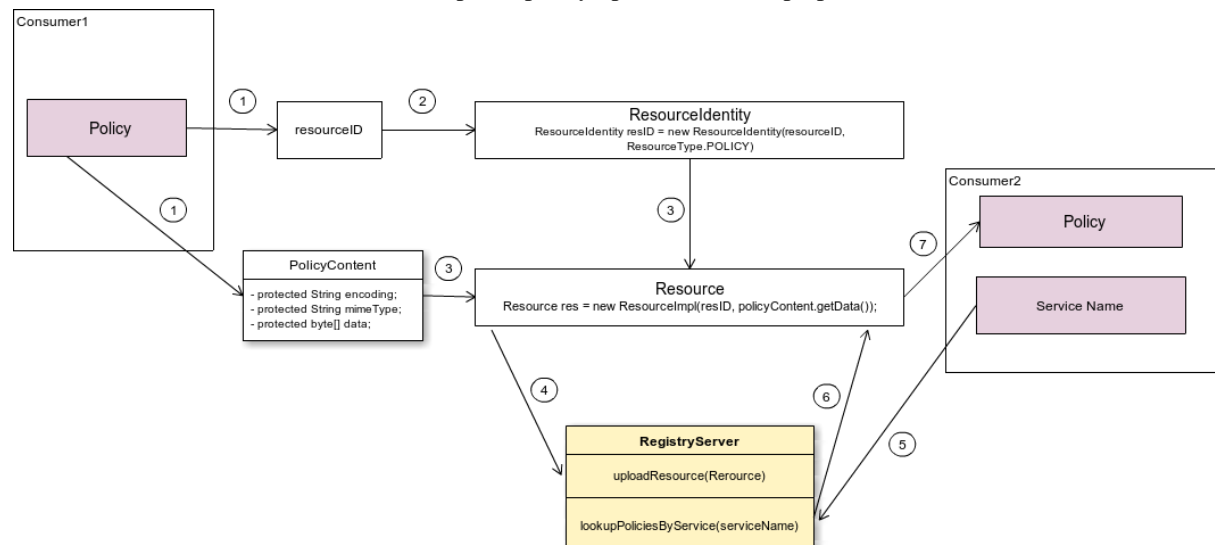 Consumer1
Policy
1
resourceID
2
ResourceIdentity
ResourceIdentity resID = new ResourceIdentity(resourceID,
ResourceType.POLICY)
1
3
Consumer2
Policy
7
PolicyContent
- protected String encoding;
- protected String mimeType;
- protected byte[] data;
3
Resource
Resource res = new ResourceImpl(resID, policyContent.getData());
Service Name
4
6
5
RegistryServer
uploadResource(Rerource)
lookupPoliciesByService(serviceName)